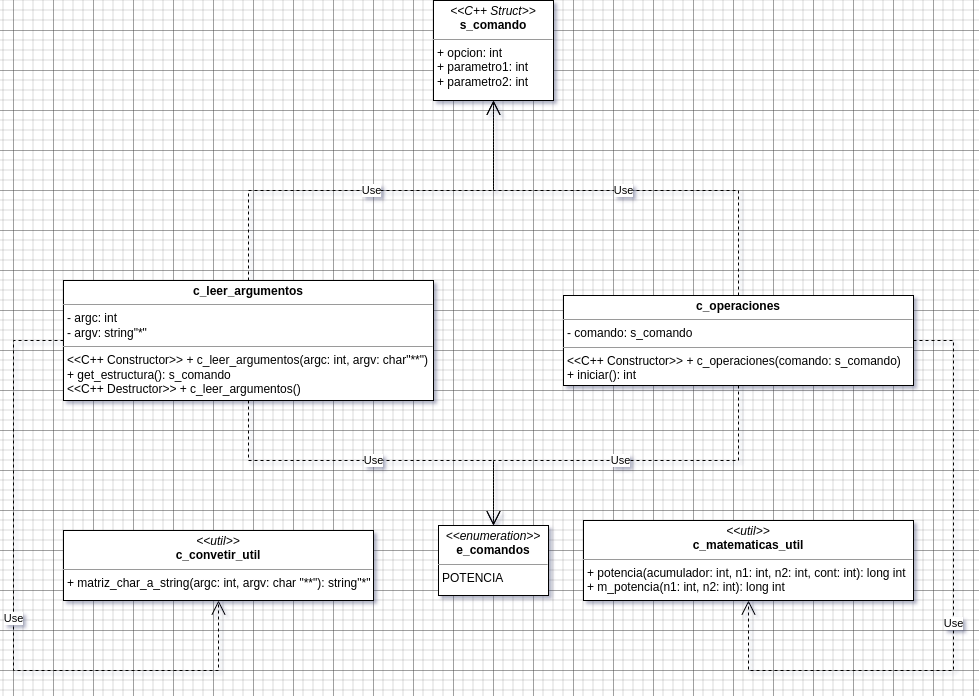 <<C++ Struct>>
s_comando
+ opcion: int
+ parametro1: int
+ parametro2: int
Use
Use
c_leer_argumentos
- argc: int
- argv: string"*"
<<C++ Constructor>> + c_leer_argumentos(argc: int, argv: char"**")
+ get_estructura(): s_comando
<<C++ Destructor>> + c_leer_argumentos()
c_operaciones
- comando: s_comando
<<C++ Constructor>> + c_operaciones(comando: s_comando)
+ iniciar(): int
Use
Use
<<util>>
c_convetir_util
+ matriz_char_a_string(argc: int, argv: char "**"): string"*"
<<enumeration>>
e_comandos
POTENCIA
<<util>>
c_matematicas_util
+ potencia(acumulador: int, n1: int, n2: int, cont: int): long int
+ m_potencia(n1: int, n2: int): long int
Use
Use